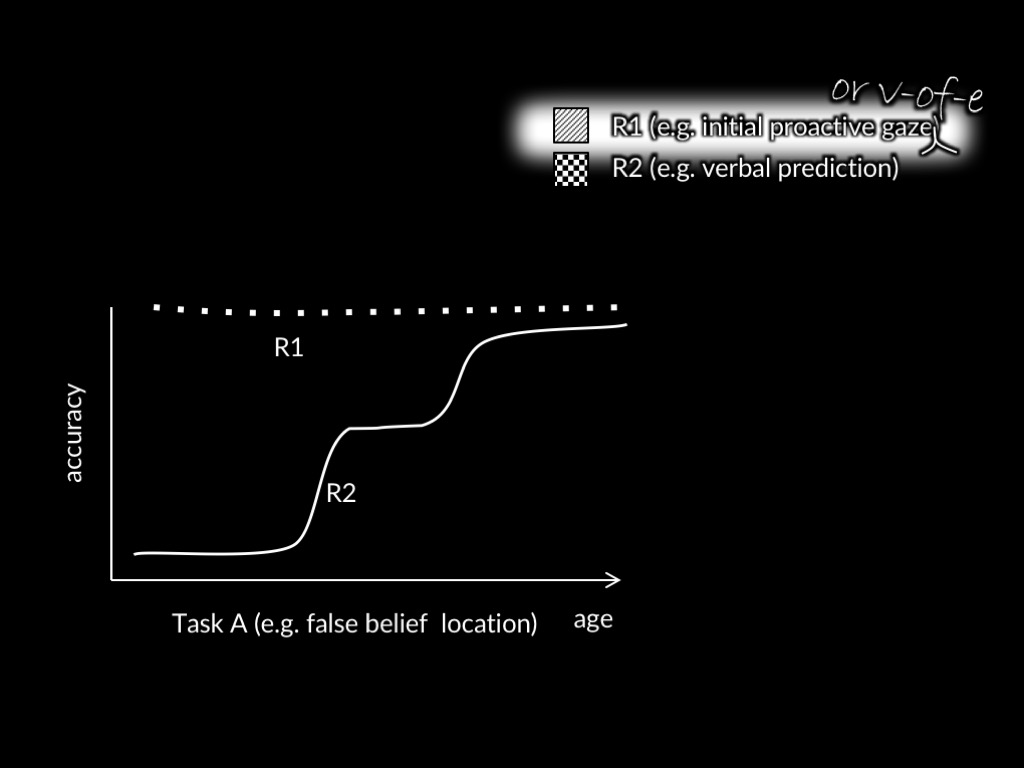 or v-of-e
R1 (e.g. initial proactive gaze)
R2 (e.g. verbal prediction)
R1
accuracy
R2
Task A (e.g. false belief location)
age